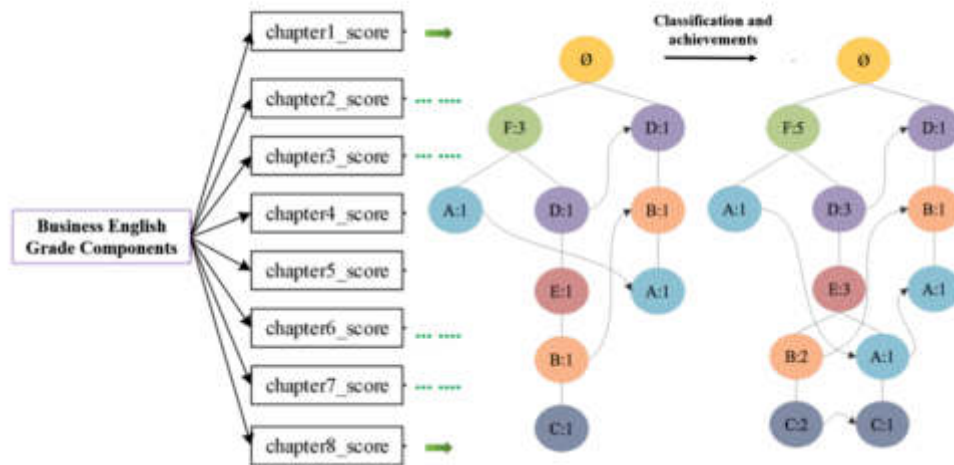 Business English
Grade Components
chapter1_score
chapter2_score
chapter3_score
chapter4_score
chapter5_score
chapter6_score
chapter7_score
chapter8_score
Ø
F:3
D:1
A:1
D:1
B:1
E:1
A:1
B:1
C:1
Classification and
achievements
Ø
F:5
D:1
A:1
D:3
B:1
E:3
A:1
B:2
A:1
C:2
C:1